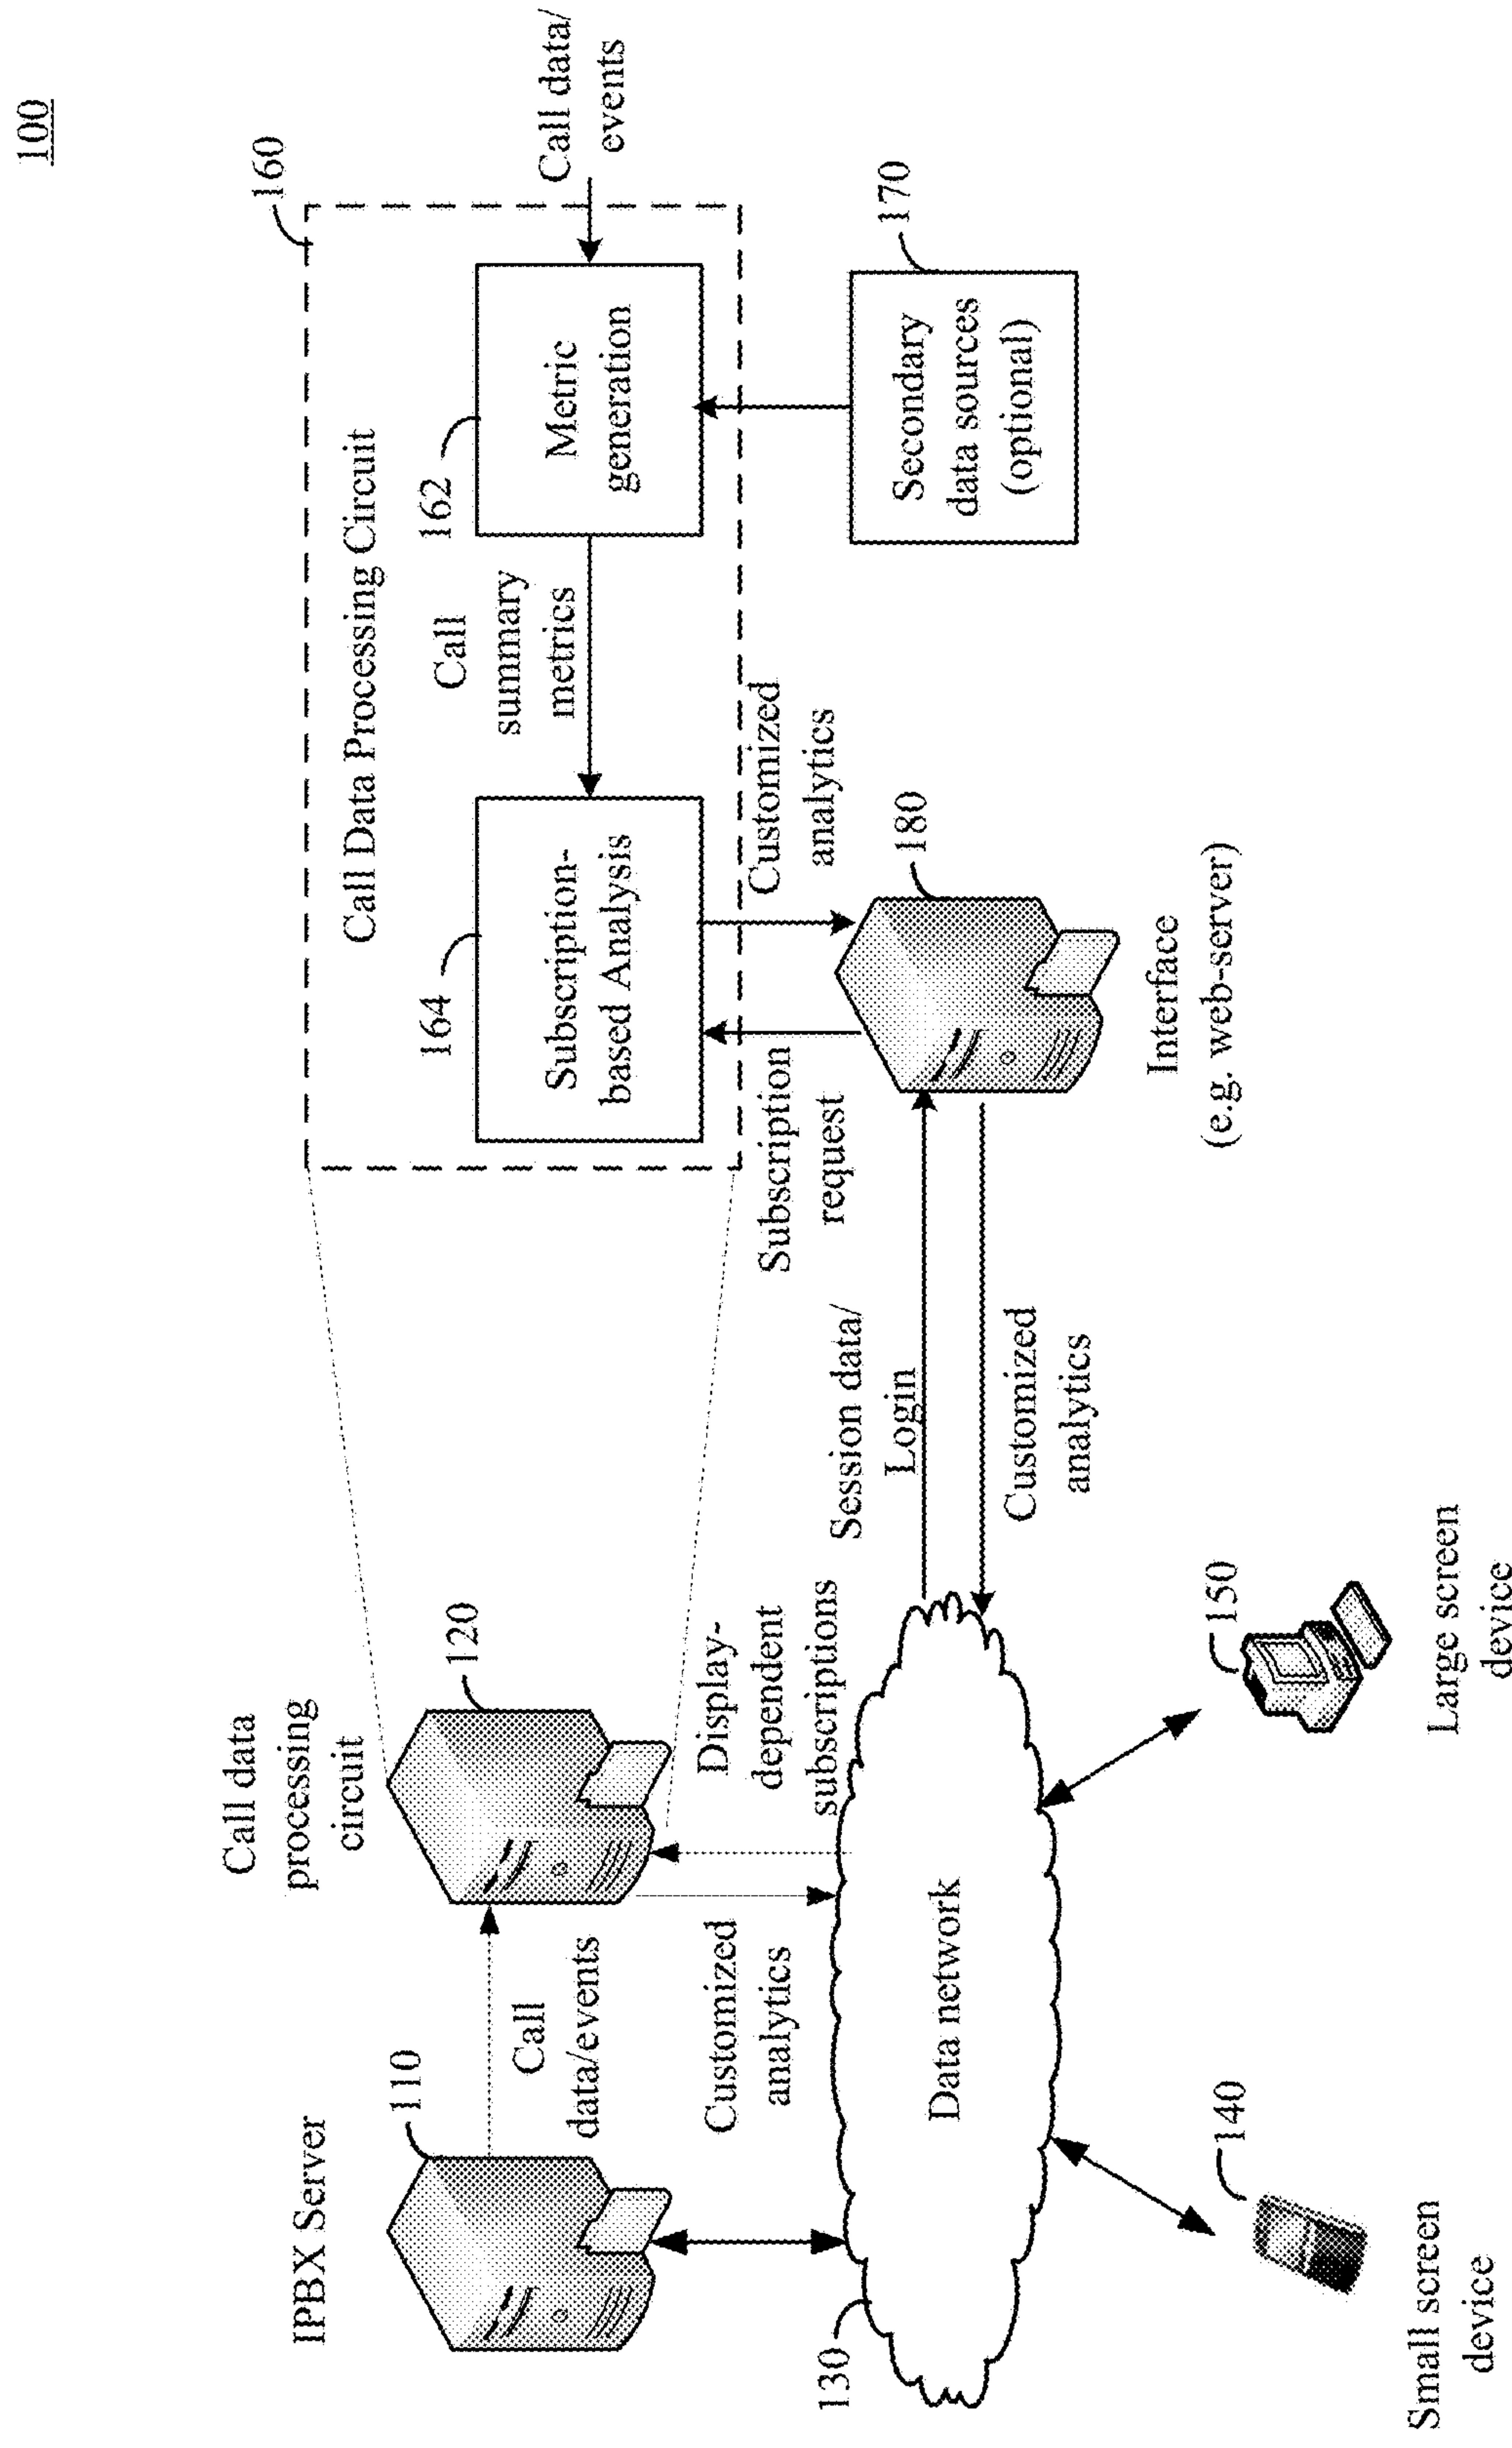 100
IPBX Server
110
Call
data/events
Call data
processing
circuit
120
Customized
analytics
Display-
dependent
subscriptions
160
Call Data Processing Circuit
164
Subscription-
based Analysis
Call
summary
metrics
162
Metric
generation
Call data/
events
Subscription
request
Customized
analytics
170
Secondary
data sources
(optional)
180
Interface
(e.g. web-server)
Session data/
Login
Customized
analytics
130
Data network
140
Small screen
device
150
Large screen
device